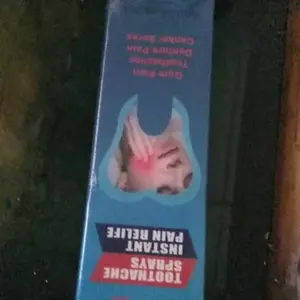 TOOTHACHE
SPRAYS
INSTANT
PAIN RELIFE
Gum Pain
Toothache
Denture Pain
Canker Sores